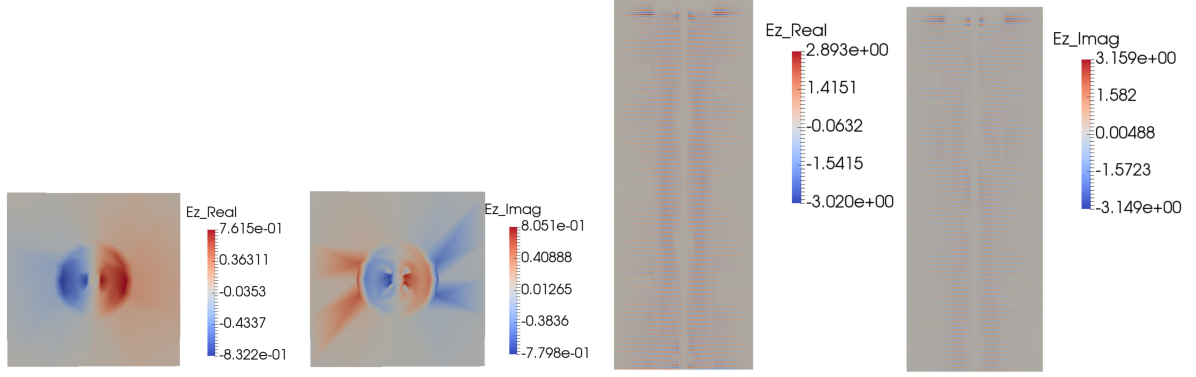 Ez_Real
7.615e-01
0.36311
-0.0353
-0.4337
-8.322e-01
Ez_Imag
8.051e-01
0.40888
0.01265
-0.3836
-7.798e-01
Ez_Real
2.893e+00
1.4151
-0.0632
-1.5415
-3.020e+00
Ez_Imag
3.159e+00
1.582
0.00488
-1.5723
-3.149e+00